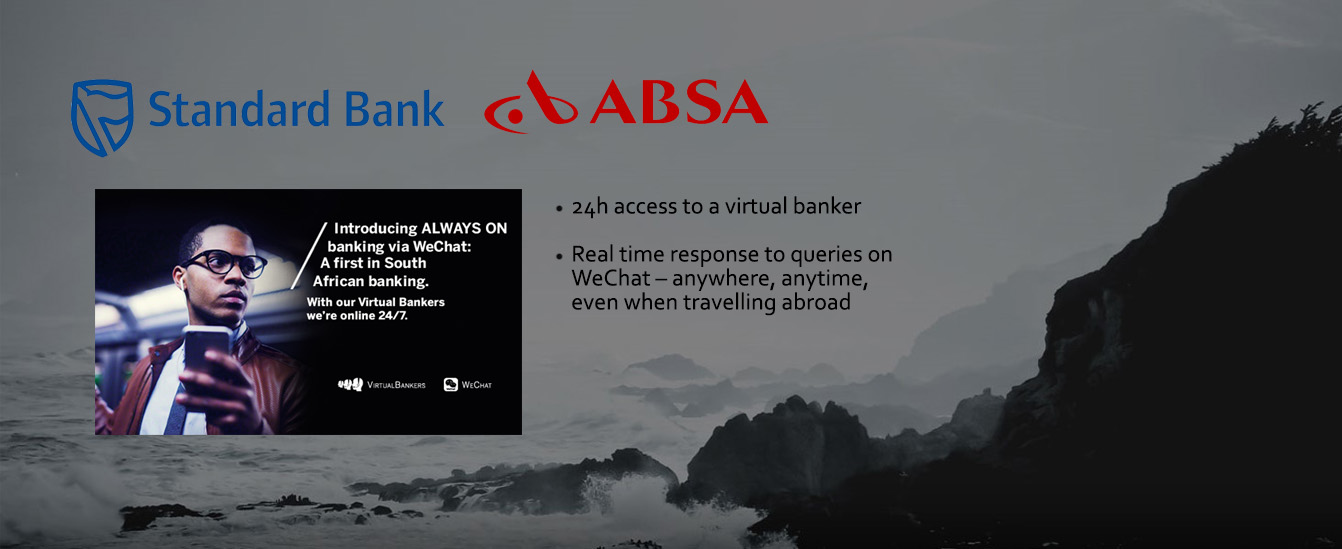 Standard Bank
ABSA
Introducing ALWAYS ON
banking via WeChat:
A first in South
African banking.
With our Virtual Bankers
we're online 24/7.
VIRTUALBANKERS
WECHAT
• 24h access to a virtual banker
• Real time response to queries on
WeChat – anywhere, anytime,
even when travelling abroad